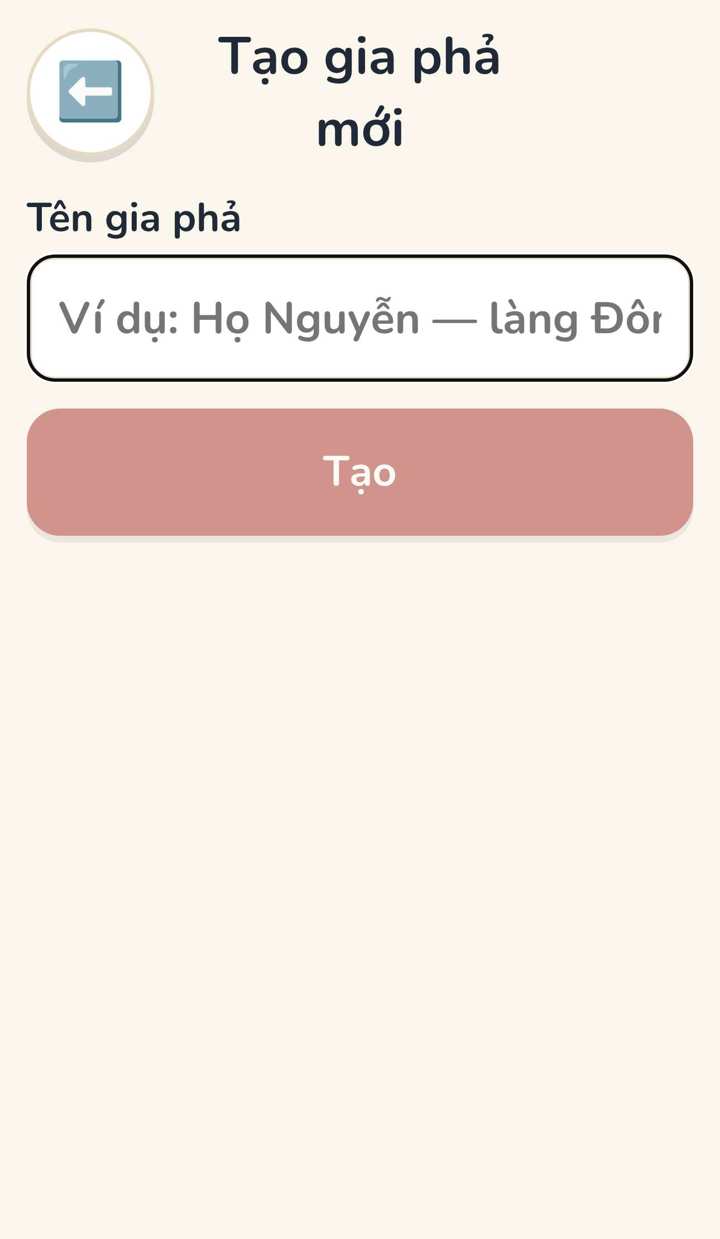 Tạo gia phả
mới
Tên gia phả
Ví dụ: Họ Nguyễn — làng
Tạo